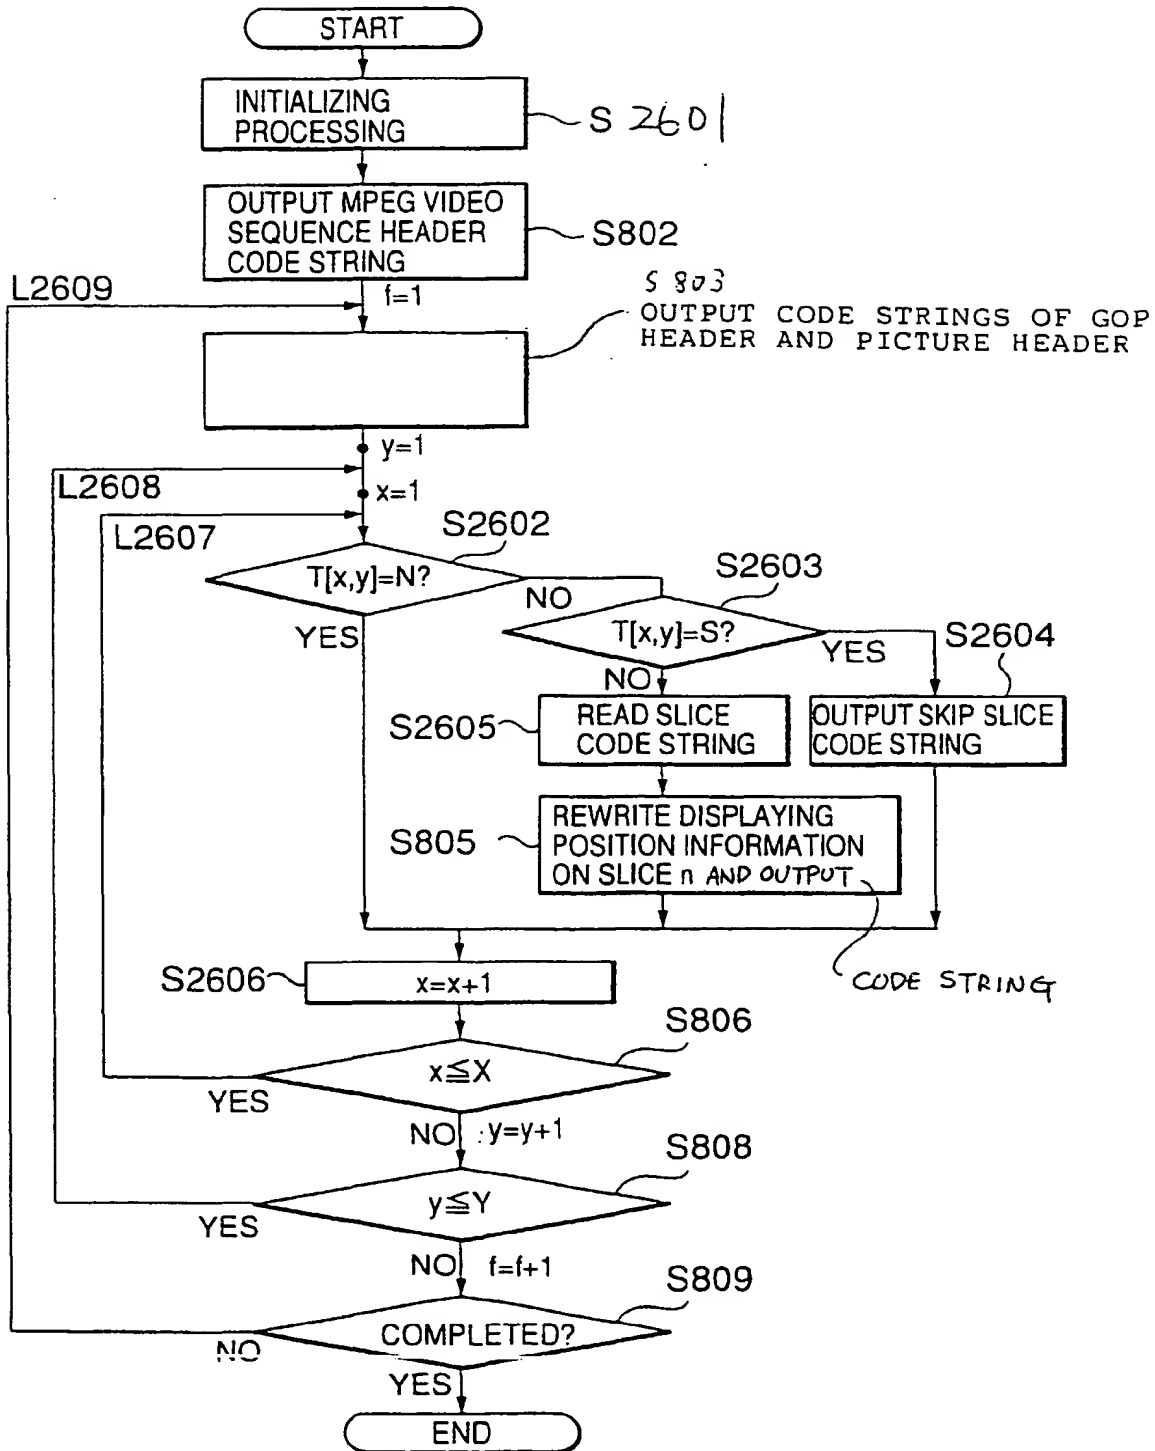 START
INITIALIZING
PROCESSING
S 2601
OUTPUT MPEG VIDEO
SEQUENCE HEADER
CODE STRING
S802
L2609
f=1
S 803
OUTPUT CODE STRINGS OF GOP
HEADER AND PICTURE HEADER
y=1
L2608
x=1
L2607
S2602
T[x,y]=N?
NO
YES
S2603
T[x,y]=S?
YES
NO
S2604
S2605
READ SLICE
CODE STRING
OUTPUT SKIP SLICE
CODE STRING
S805
REWRITE DISPLAYING
POSITION INFORMATION
ON SLICE n AND OUTPUT
CODE STRING
S2606
x=x+1
S806
x≦X
YES
NO
y=y+1
S808
y≦Y
YES
NO
f=f+1
S809
COMPLETED?
NO
YES
END